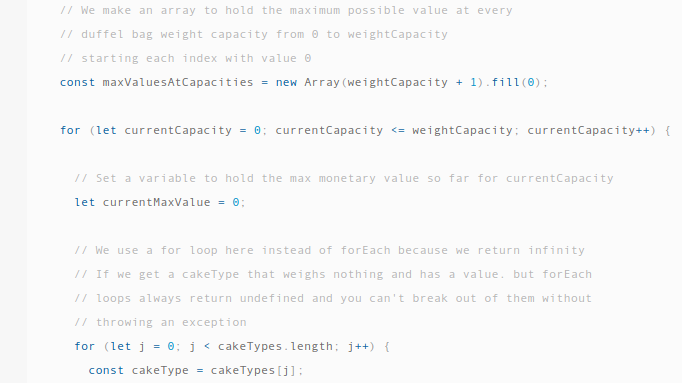 // We make an array to hold the maximum possible value at every
// duffel bag weight capacity from 0 to weightCapacity
// starting each index with value 0
const maxValuesAtCapacities = new Array(weightCapacity + 1).fill(0);
for (let currentCapacity = 0; currentCapacity <= weightCapacity; currentCapacity++) {
// Set a variable to hold the max monetary value so far for currentCapacity
let currentMaxValue = 0;
// We use a for loop here instead of forEach because we return infinity
// If we get a cakeType that weighs nothing and has a value. but forEach
// loops always return undefined and you can't break out of them without
// throwing an exception
for (let j = 0; j < cakeTypes.length; j++) {
const cakeType = cakeTypes[j];